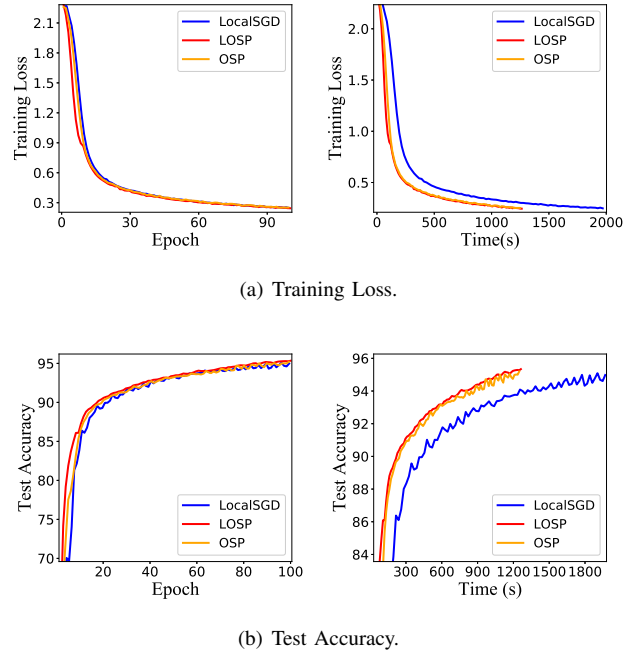 2.1
1.8
1.5
1.2
0.9
0.6
0.3
Training Loss
0 30 60 90
Epoch
LocalSGD
LOSP
OSP
2.0
1.5
1.0
0.5
Training Loss
0 500 1000 1500 2000
Time(s)
LocalSGD
LOSP
OSP
(a) Training Loss.
95
90
85
80
75
70
Test Accuracy
20 40 60 80 100
Epoch
LocalSGD
LOSP
OSP
96
94
92
90
88
86
84
Test Accuracy
300 600 900 1200 1500 1800
Time (s)
LocalSGD
LOSP
OSP
(b) Test Accuracy.